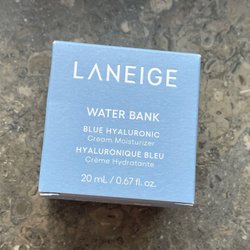 LANEIGE
WATER BANK
BLUE HYALURONIC
Cream Moisturizer
HYALURONIQUE BLEU
Crème Hydratante
20 mL / 0.67 fl. oz.